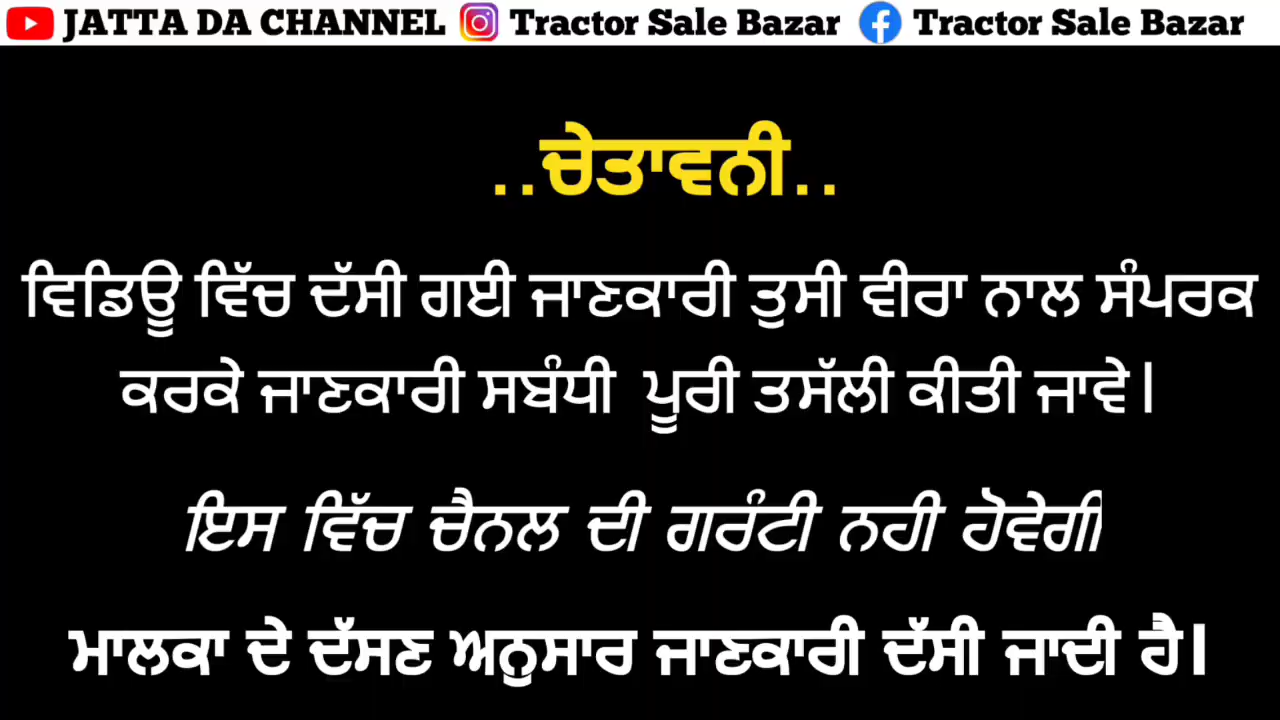 JATTA DA CHANNEL Tractor Sale Bazar Tractor Sale Bazar
..ਚੇਤਾਵਨੀ..
ਵਿਡਿਊ ਵਿੱਚ ਦੱਸੀ ਗਈ ਜਾਣਕਾਰੀ ਤੁਸੀ ਵੀਰਾ ਨਾਲ ਸੰਪਰਕ
ਕਰਕੇ ਜਾਣਕਾਰੀ ਸਬੰਧੀ ਪੂਰੀ ਤਸੱਲੀ ਕੀਤੀ ਜਾਵੇ।
ਇਸ ਵਿੱਚ ਚੈਨਲ ਦੀ ਗਰੰਟੀ ਨਹੀ ਹੋਵੇਗੀ
ਮਾਲਕਾ ਦੇ ਦੱਸਣ ਅਨੁਸਾਰ ਜਾਣਕਾਰੀ ਦੱਸੀ ਜਾਦੀ ਹੈ।